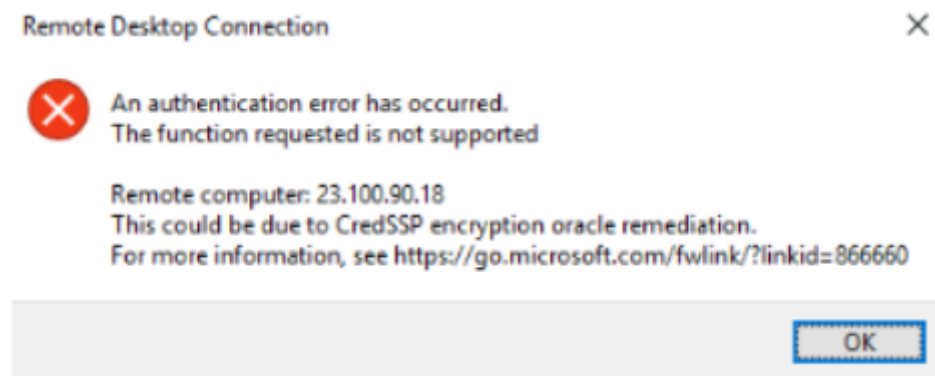 Remote Desktop Connection
An authentication error has occurred.
The function requested is not supported
Remote computer: 23.100.90.18
This could be due to CredSSP encryption oracle remediation.
For more information, see https://go.microsoft.com/fwlink/?linkid=866660
OK